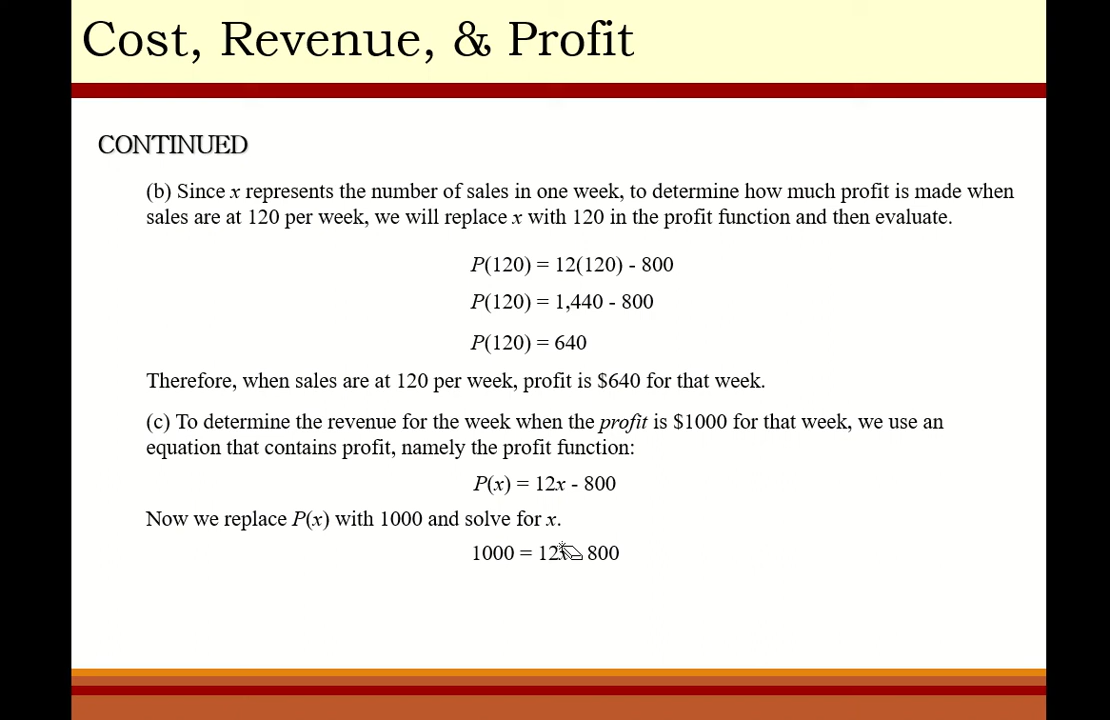 Cost, Revenue, & Profit
CONTINUED
(b) Since x represents the number of sales in one week, to determine how much profit is made when
sales are at 120 per week, we will replace x with 120 in the profit function and then evaluate.
P(120) = 12(120) - 800
P(120) = 1,440 - 800
P(120) = 640
Therefore, when sales are at 120 per week, profit is $640 for that week.
(c) To determine the revenue for the week when the profit is $1000 for that week, we use an
equation that contains profit, namely the profit function:
P(x) = 12x - 800
Now we replace P(x) with 1000 and solve for x.
1000 = 12x 800